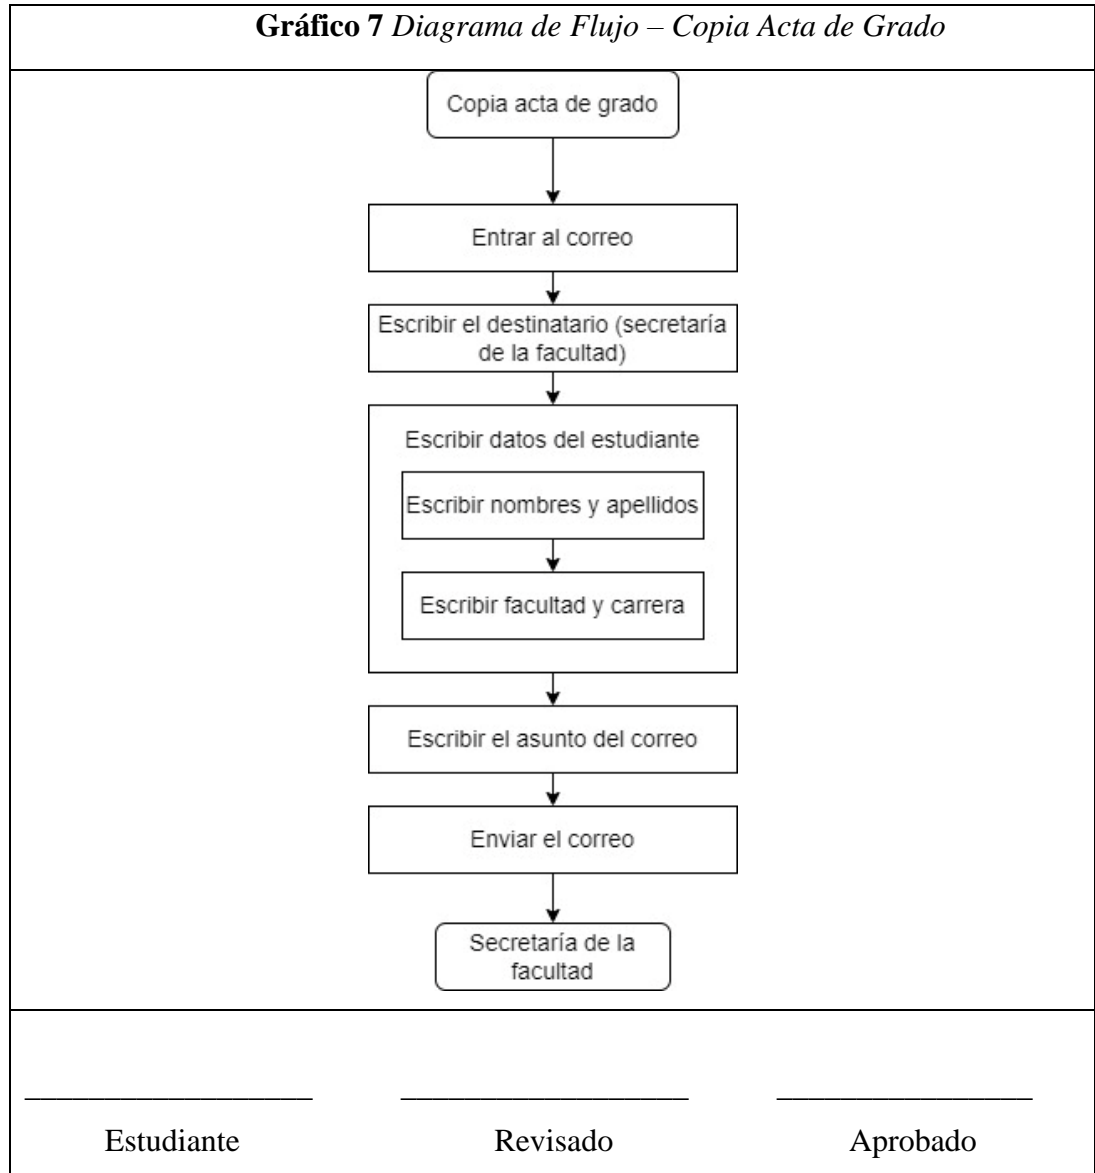 Gráfico 7 Diagrama de Flujo – Copia Acta de Grado
Copia acta de grado
Entrar al correo
Escribir el destinatario (secretaría
de la facultad)
Escribir datos del estudiante
Escribir nombres y apellidos
Escribir facultad y carrera
Escribir el asunto del correo
Enviar el correo
Secretaría de la
facultad
Estudiante Revisado Aprobado